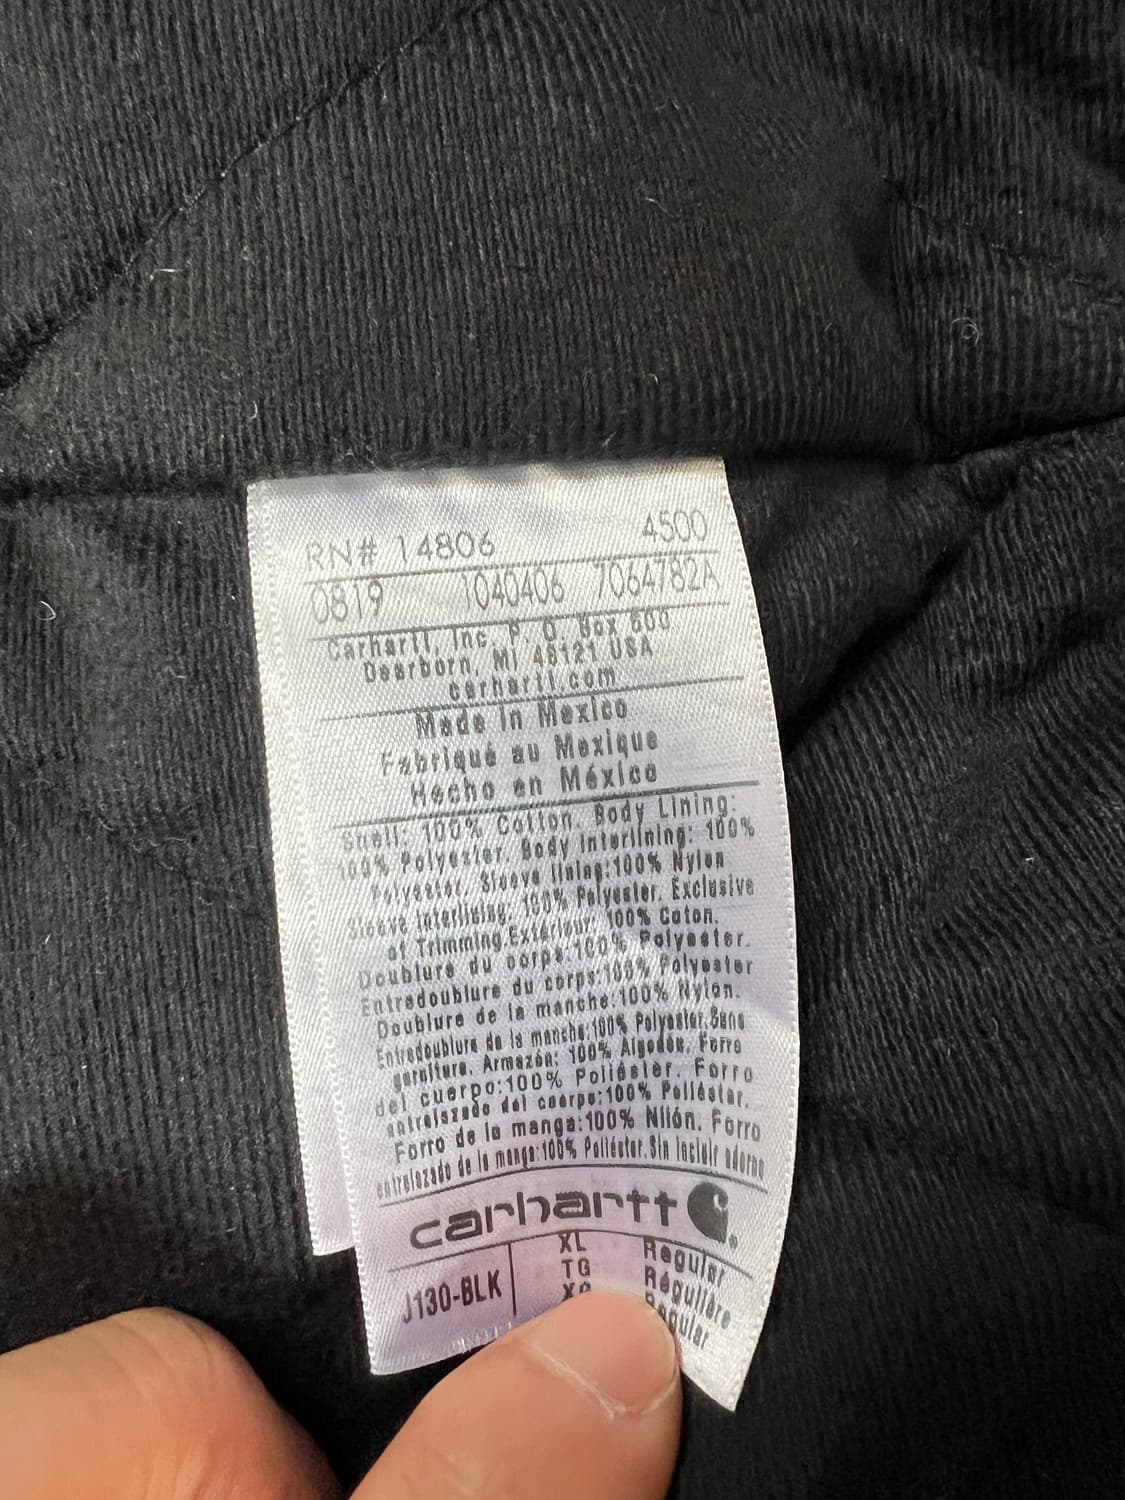 RN# 14806 4500
0819 1040406 7064782A
Carhartt, Inc. P. O. Box 600
Dearborn, MI 48121 USA
carhartt.com
Made in Mexico
Fabriqué au Mexique
Hecho en México
Shell: 100% Cotton. Body Lining:
100% Polyester. Body Interlining: 100%
Polyester. Sleeve lining:100% Nylon
Sleeve Interlining: 100% Polyester. Exclusive
of Trimming.Extérieur: 100% Coton.
Doublure du corps:100% Polyester.
Entredoublure du corps:100% Polyester
Doublure de la manche:100% Nylon.
Entredoublure de la manche:100% Polyester.Sans
garniture. Armazón: 100% Algodón, Forro
del cuerpo:100% Poliéster. Forro
entrelazado del cuerpo:100% Poliéster.
Forro de la manga:100% Nilón. Forro
entrelazado de la manga:100% Poliéster.Sin incluir adorno
carhartt
J130-BLK XL Regular
TG Régulière
Regular